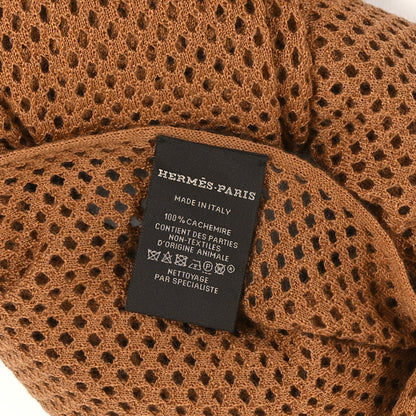 HERMÈS-PARIS
MADE IN ITALY
100% CACHEMIRE
CONTIENT DES PARTIES
NON-TEXTILES
D'ORIGINE ANIMALE
NETTOYAGE
PAR SPECIALISTE